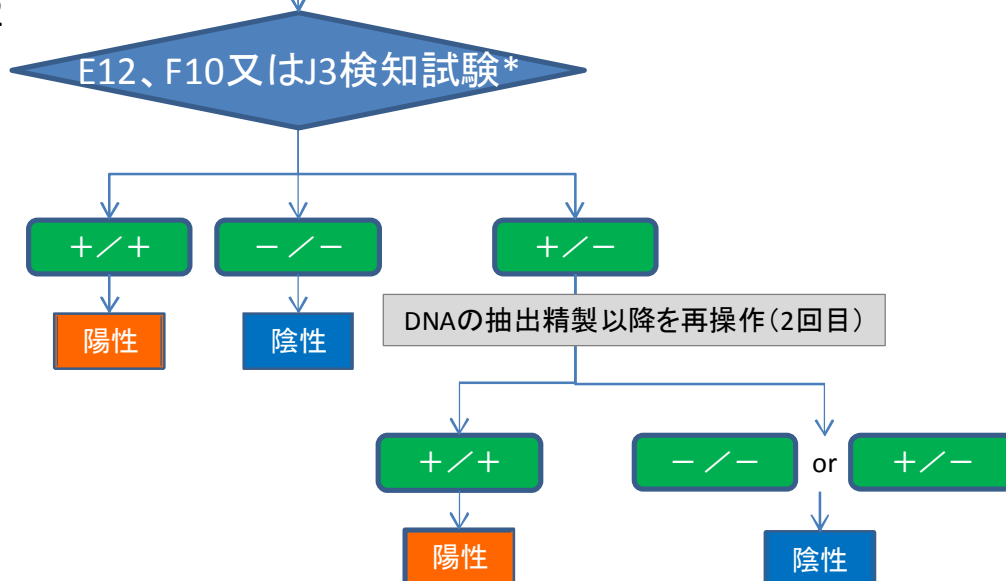 E12、F10又はJ3検知試験*
+/+
-/-
+/-
陽性
陰性
DNAの抽出精製以降を再操作(2回目)
+/+
-/-
or
+/-
陽性
陰性